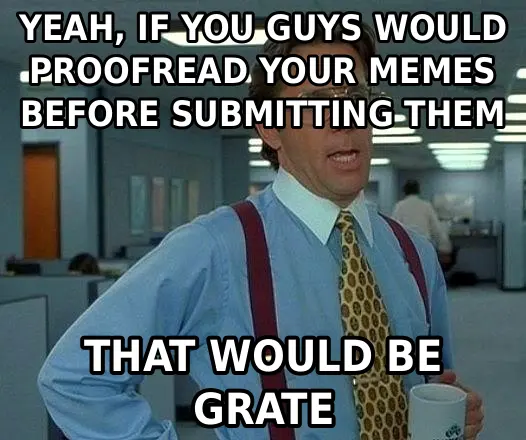 YEAH, IF YOU GUYS WOULD
PROOFREAD YOUR MEMES
BEFORE SUBMITTING THEM
THAT WOULD BE
GRATE